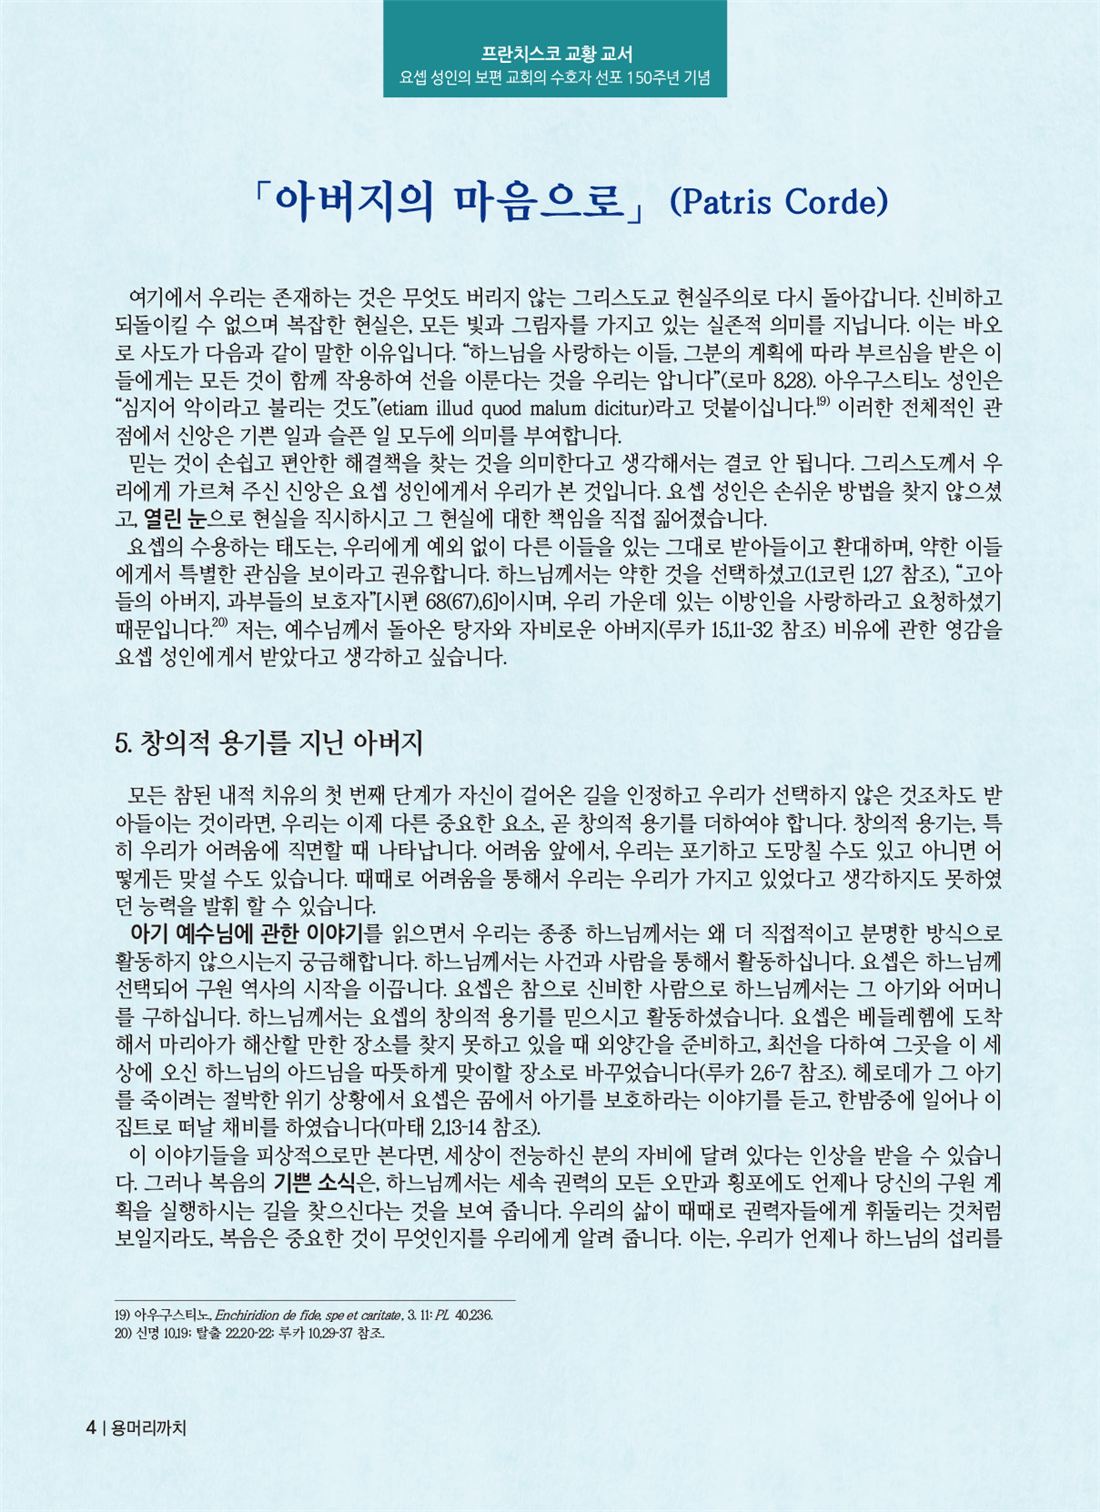 프란치스코 교황 교서
요셉 성인의 보편 교회의 수호자 선포 150주년 기념
「아버지의 마음으로」 (Patris Corde)
여기에서 우리는 존재하는 것은 무엇도 버리지 않는 그리스도교 현실주의로 다시 돌아갑니다. 신비하고
되돌이킬 수 없으며 복잡한 현실은, 모든 빛과 그림자를 가지고 있는 실존적 의미를 지닙니다. 이는 바오
로 사도가 다음과 같이 말한 이유입니다. “하느님을 사랑하는 이들, 그분의 계획에 따라 부르심을 받은 이
들에게는 모든 것이 함께 작용하여 선을 이룬다는 것을 우리는 압니다”(로마 8,28). 아우구스티노 성인은
“심지어 악이라고 불리는 것도”(etiam illud quod malum dicitur)라고 덧붙이십니다.19) 이러한 전체적인 관
점에서 신앙은 기쁜 일과 슬픈 일 모두에 의미를 부여합니다.
믿는 것이 손쉽고 편안한 해결책을 찾는 것을 의미한다고 생각해서는 결코 안 됩니다. 그리스도께서 우
리에게 가르쳐 주신 신앙은 요셉 성인에게서 우리가 본 것입니다. 요셉 성인은 손쉬운 방법을 찾지 않으셨
고, 열린 눈으로 현실을 직시하시고 그 현실에 대한 책임을 직접 짊어졌습니다.
요셉의 수용하는 태도는, 우리에게 예외 없이 다른 이들을 있는 그대로 받아들이고 환대하며, 약한 이들
에게서 특별한 관심을 보이라고 권유합니다. 하느님께서는 약한 것을 선택하셨고(1코린 1,27 참조), “고아
들의 아버지, 과부들의 보호자”[시편 68(67),6]이시며, 우리 가운데 있는 이방인을 사랑하라고 요청하셨기
때문입니다.20) 저는, 예수님께서 돌아온 탕자와 자비로운 아버지(루카 15,11-32 참조) 비유에 관한 영감을
요셉 성인에게서 받았다고 생각하고 싶습니다.
5. 창의적 용기를 지닌 아버지
모든 참된 내적 치유의 첫 번째 단계가 자신이 걸어온 길을 인정하고 우리가 선택하지 않은 것조차도 받
아들이는 것이라면, 우리는 이제 다른 중요한 요소, 곧 창의적 용기를 더하여야 합니다. 창의적 용기는, 특
히 우리가 어려움에 직면할 때 나타납니다. 어려움 앞에서, 우리는 포기하고 도망칠 수도 있고 아니면 어
떻게든 맞설 수도 있습니다. 때때로 어려움을 통해서 우리는 우리가 가지고 있었다고 생각하지도 못하였
던 능력을 발휘 할 수 있습니다.
아기 예수님에 관한 이야기를 읽으면서 우리는 종종 하느님께서는 왜 더 직접적이고 분명한 방식으로
활동하지 않으시는지 궁금해합니다. 하느님께서는 사건과 사람을 통해서 활동하십니다. 요셉은 하느님께
선택되어 구원 역사의 시작을 이끕니다. 요셉은 참으로 신비한 사람으로 하느님께서는 그 아기와 어머니
를 구하십니다. 하느님께서는 요셉의 창의적 용기를 믿으시고 활동하셨습니다. 요셉은 베들레헴에 도착
해서 마리아가 해산할 만한 장소를 찾지 못하고 있을 때 외양간을 준비하고, 최선을 다하여 그곳을 이 세
상에 오신 하느님의 아드님을 따뜻하게 맞이할 장소로 바꾸었습니다(루카 2,6-7 참조). 헤로데가 그 아기
를 죽이려는 절박한 위기 상황에서 요셉은 꿈에서 아기를 보호하라는 이야기를 듣고, 한밤중에 일어나 이
집트로 떠날 채비를 하였습니다(마태 2,13-14 참조).
이 이야기들을 피상적으로만 본다면, 세상이 전능하신 분의 자비에 달려 있다는 인상을 받을 수 있습니
다. 그러나 복음의 기쁜 소식은, 하느님께서는 세속 권력의 모든 오만과 횡포에도 언제나 당신의 구원 계
획을 실행하시는 길을 찾으신다는 것을 보여 줍니다. 우리의 삶이 때때로 권력자들에게 휘둘리는 것처럼
보일지라도, 복음은 중요한 것이 무엇인지를 우리에게 알려 줍니다. 이는, 우리가 언제나 하느님의 섭리를
19) 아우구스티노, Enchiridion de fide, spe et caritate, 3. 11: PL 40,236.
20) 신명 10,19; 탈출 22,20-22; 루카 10,29-37 참조.
4 | 용머리까치